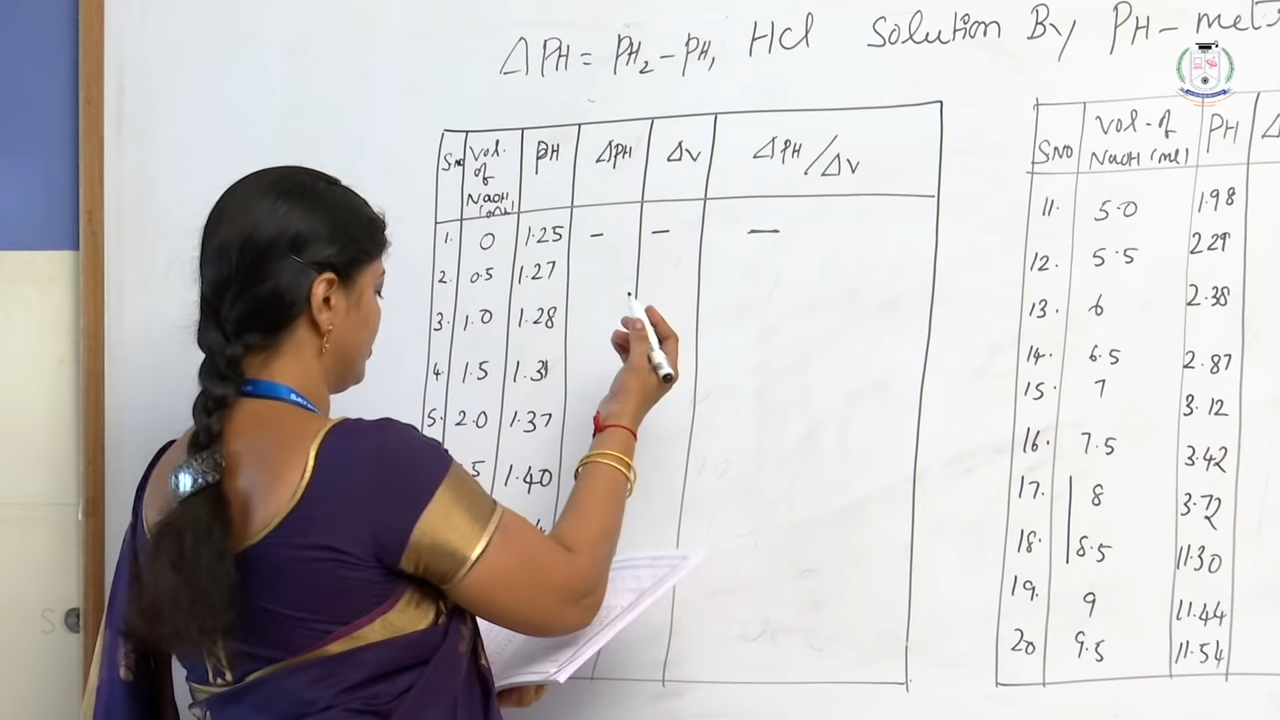 HCl Solution By PH-met
ΔPH = PH₂ - PH₁
SNo Vol. of NaOH (ml) PH ΔPH ΔV ΔPH/ΔV
1. 0 1.25 - - -
2. 0.5 1.27
3. 1.0 1.28
4. 1.5 1.31
5. 2.0 1.37
5 1.40
SNO Vol. of NaOH (ml) PH Δ
11. 5.0 1.98
12. 5.5 2.29
13. 6 2.38
14. 6.5 2.87
15. 7 3.12
16. 7.5 3.42
17. 8 3.72
18. 8.5 11.30
19. 9 11.44
20 9.5 11.54